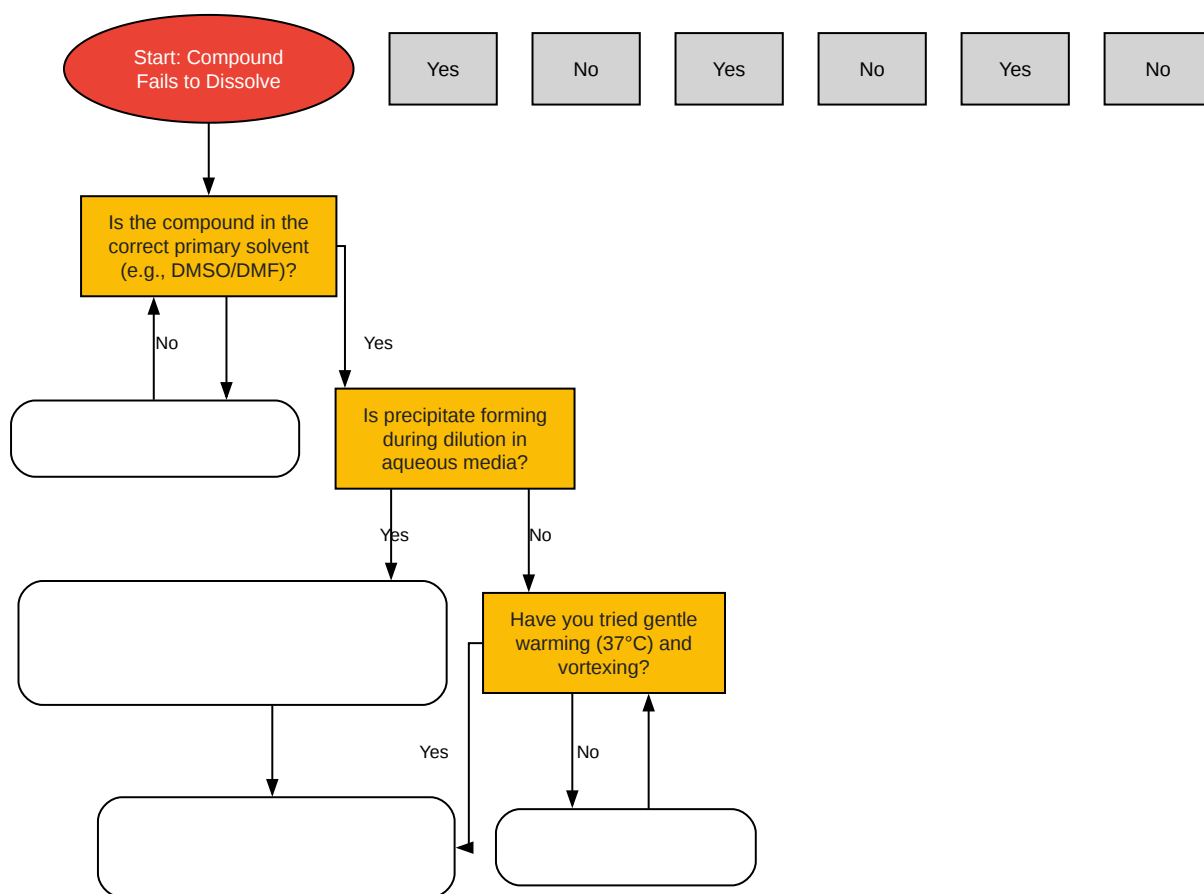 Start: Compound
Fails to Dissolve
Yes
No
Yes
No
Yes
No
Is the compound in the
correct primary solvent
(e.g., DMSO/DMF)?
No
Yes
Is precipitate forming
during dilution in
aqueous media?
Yes
No
Have you tried gentle
warming (37°C) and
vortexing?
Yes
No